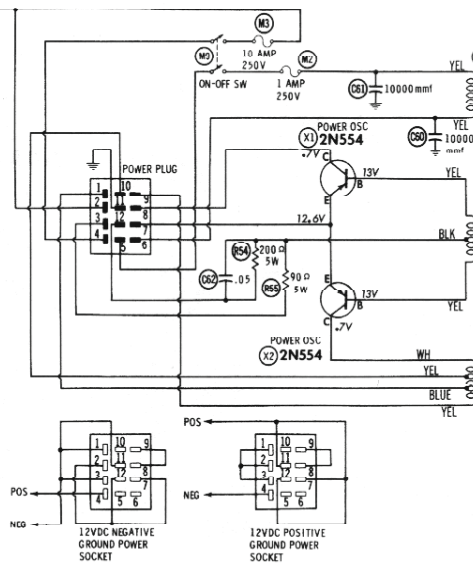 M3
M9
10 AMP
250V
M2
ON-OFF SW
1 AMP
250V
C61
10000mmf
YEL
C60
10000
mmf
YEL
POWER OSC
X1 2N554
.7V
C
E
B
13V
YEL
POWER PLUG
1 10 9
2 11 8
3 12 7
4 5 6
12.6V
BLK
R54
200Ω
5W
C62
.05
R55
90Ω
5W
E
B
C
13V
YEL
.7V
POWER OSC
X2 2N554
WH
YEL
BLUE
YEL
POS
1 10 9
2 11 8
3 12 7
4 5 6
POS
NEG
12VDC NEGATIVE
GROUND POWER
SOCKET
1 10 9
2 11 8
3 12 7
4 5 6
NEG
12VDC POSITIVE
GROUND POWER
SOCKET